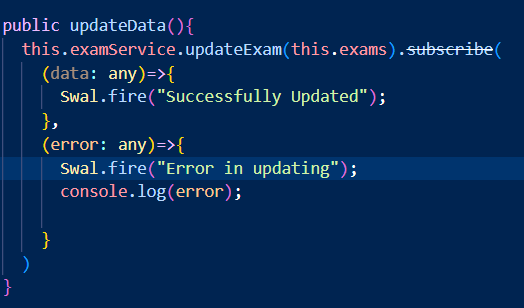 public updateData(){
this.examService.updateExam(this.exams).subscribe(
(data: any)=>{
Swal.fire("Successfully Updated");
},
(error: any)=>{
Swal.fire("Error in updating");
console.log(error);
}
)
}